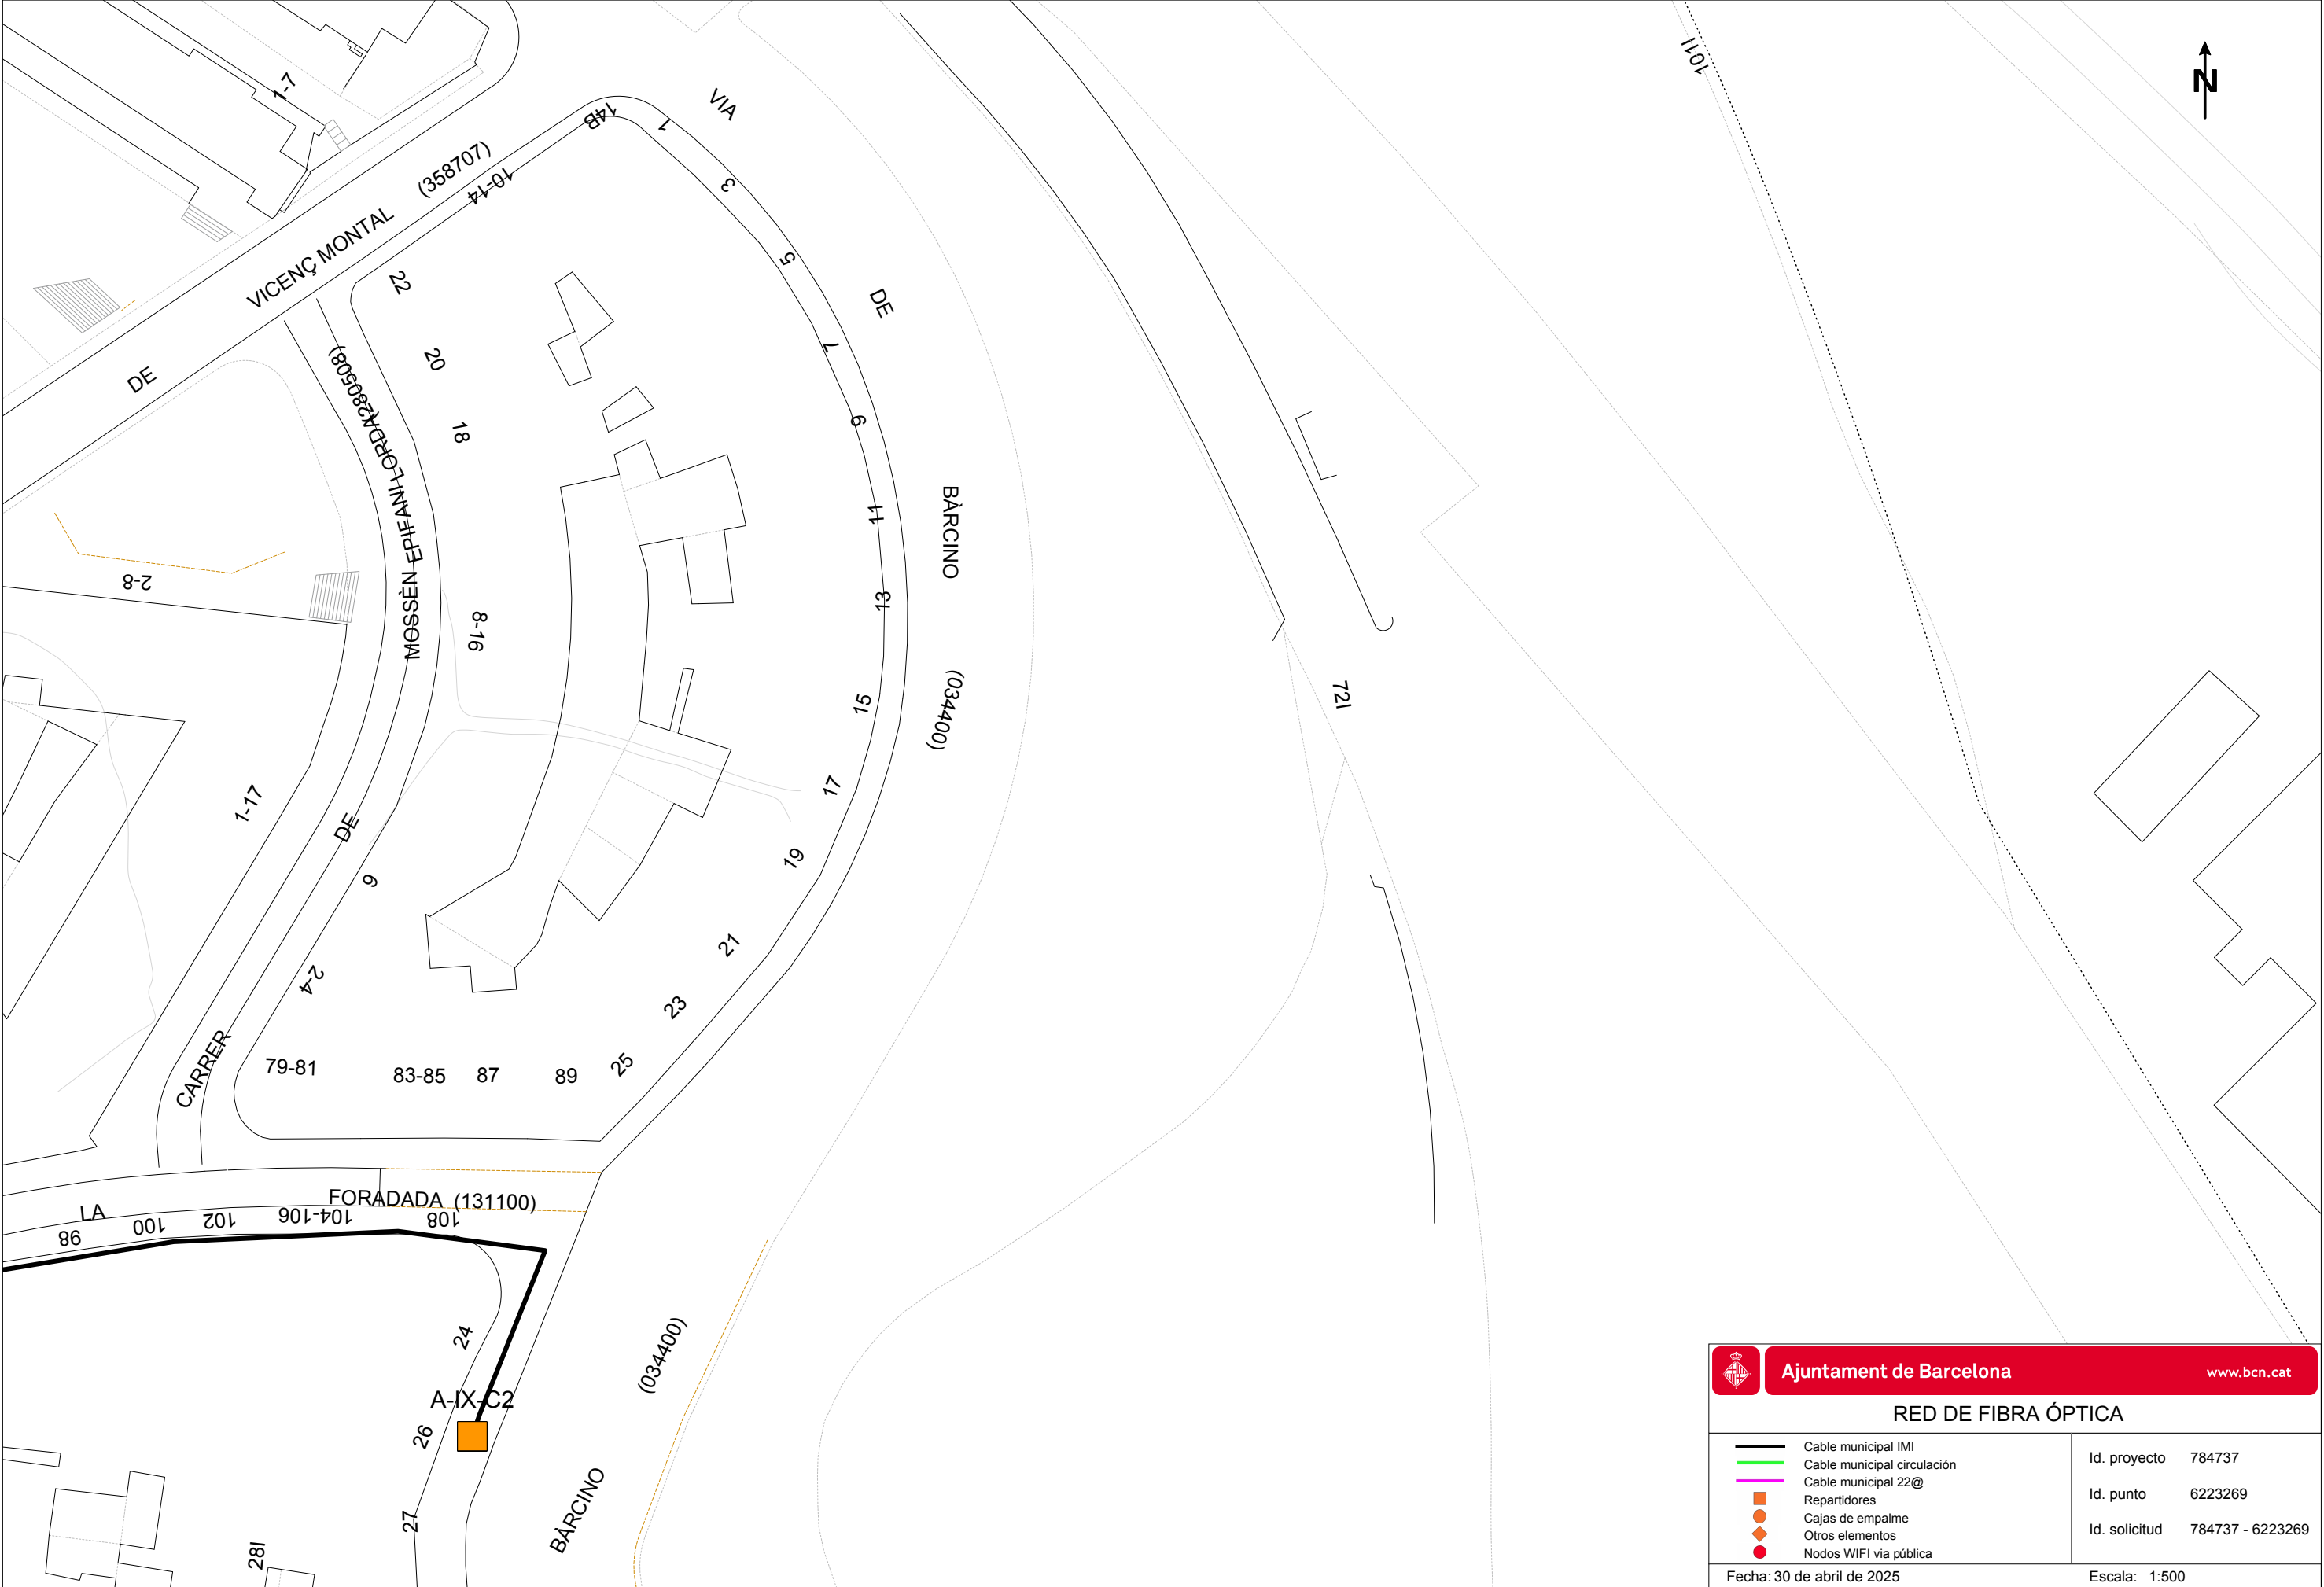 N
1-7
VIA
101I
14B
1
(358707)
10-14
3
VICENÇ MONTAL
5
DE
22
DE
7
20
MOSSÈN EPIFANI LORDA(280508)
18
9
BÀRCINO
11
2-8
13
8-16
(034400)
72I
15
17
1-17
DE
19
6
21
2-4
23
CARRER
79-81
83-85
87
89
25
LA
FORADADA (131100)
98
100
102
104-106
108
24
(034400)
A-IX-C2
26
BÀRCINO
27
28I
Ajuntament de Barcelona
www.bcn.cat
RED DE FIBRA ÓPTICA
Cable municipal IMI
Cable municipal circulación
Cable municipal 22@
Repartidores
Cajas de empalme
Otros elementos
Nodos WIFI via pública
Id. proyecto 784737
Id. punto 6223269
Id. solicitud 784737 - 6223269
Fecha: 30 de abril de 2025
Escala: 1:500